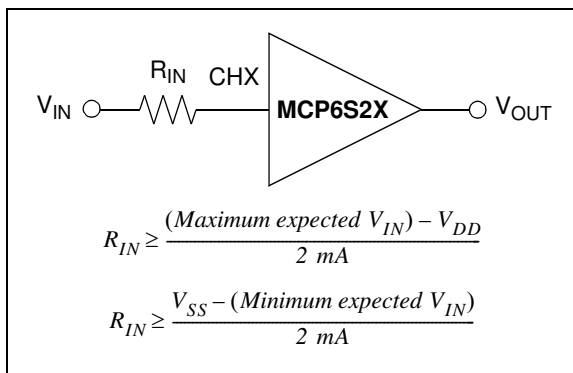 R_IN CHX
V_IN MCP6S2X V_OUT
R_IN ≥ (Maximum expected V_IN) – V_DD / 2 mA
R_IN ≥ V_SS – (Minimum expected V_IN) / 2 mA